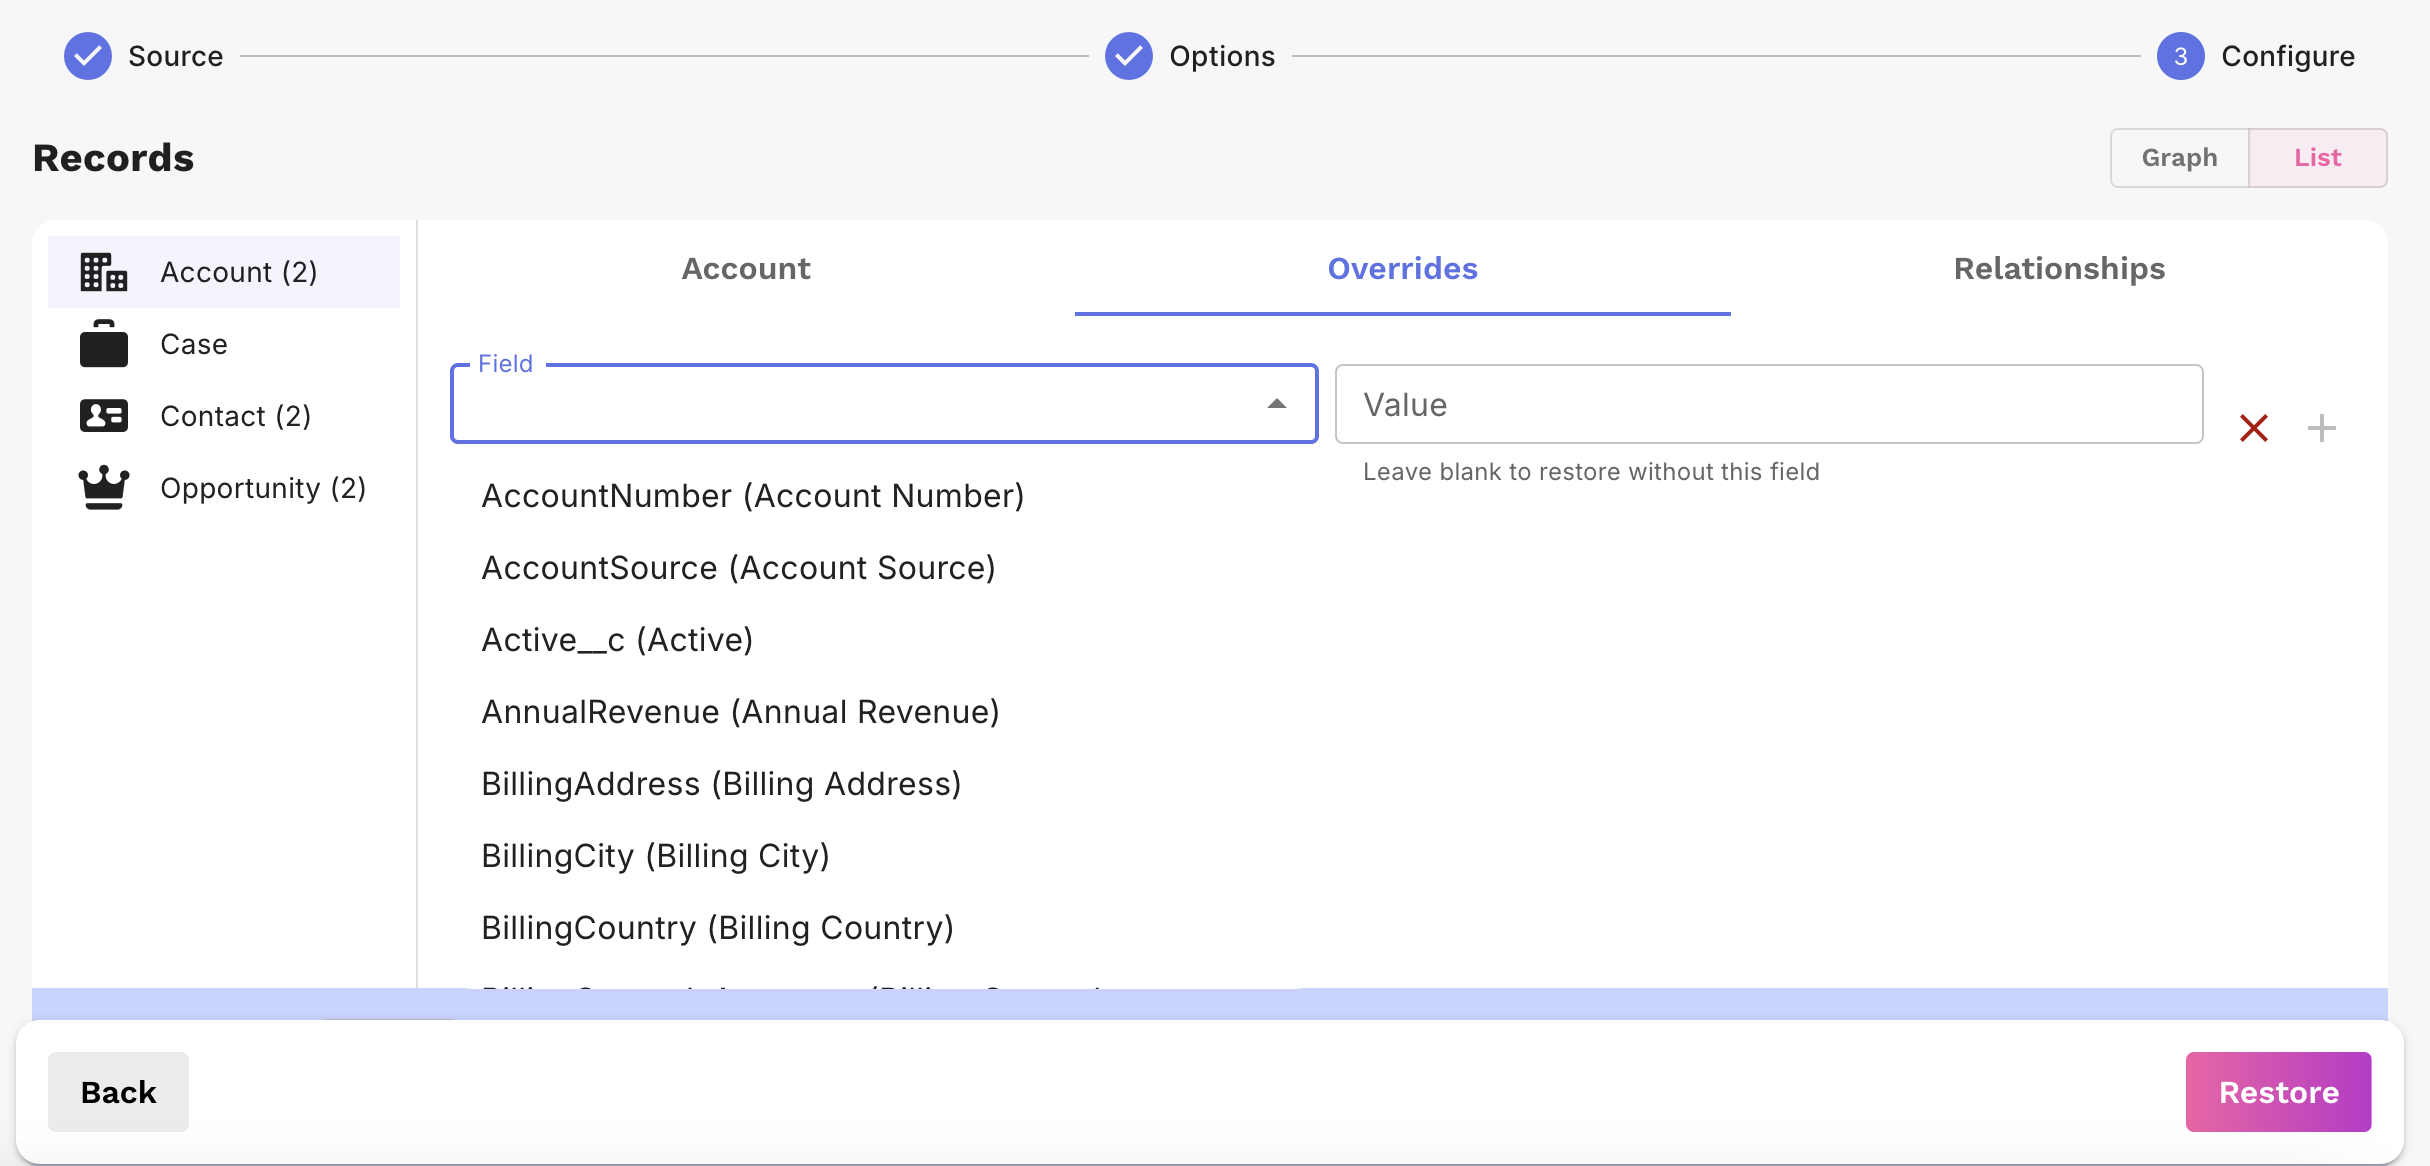 Source
Options
3 Configure
Records
Graph List
Account (2)
Case
Contact (2)
Opportunity (2)
Account Overrides Relationships
Field
Value
Leave blank to restore without this field
AccountNumber (Account Number)
AccountSource (Account Source)
Active__c (Active)
AnnualRevenue (Annual Revenue)
BillingAddress (Billing Address)
BillingCity (Billing City)
BillingCountry (Billing Country)
Back Restore